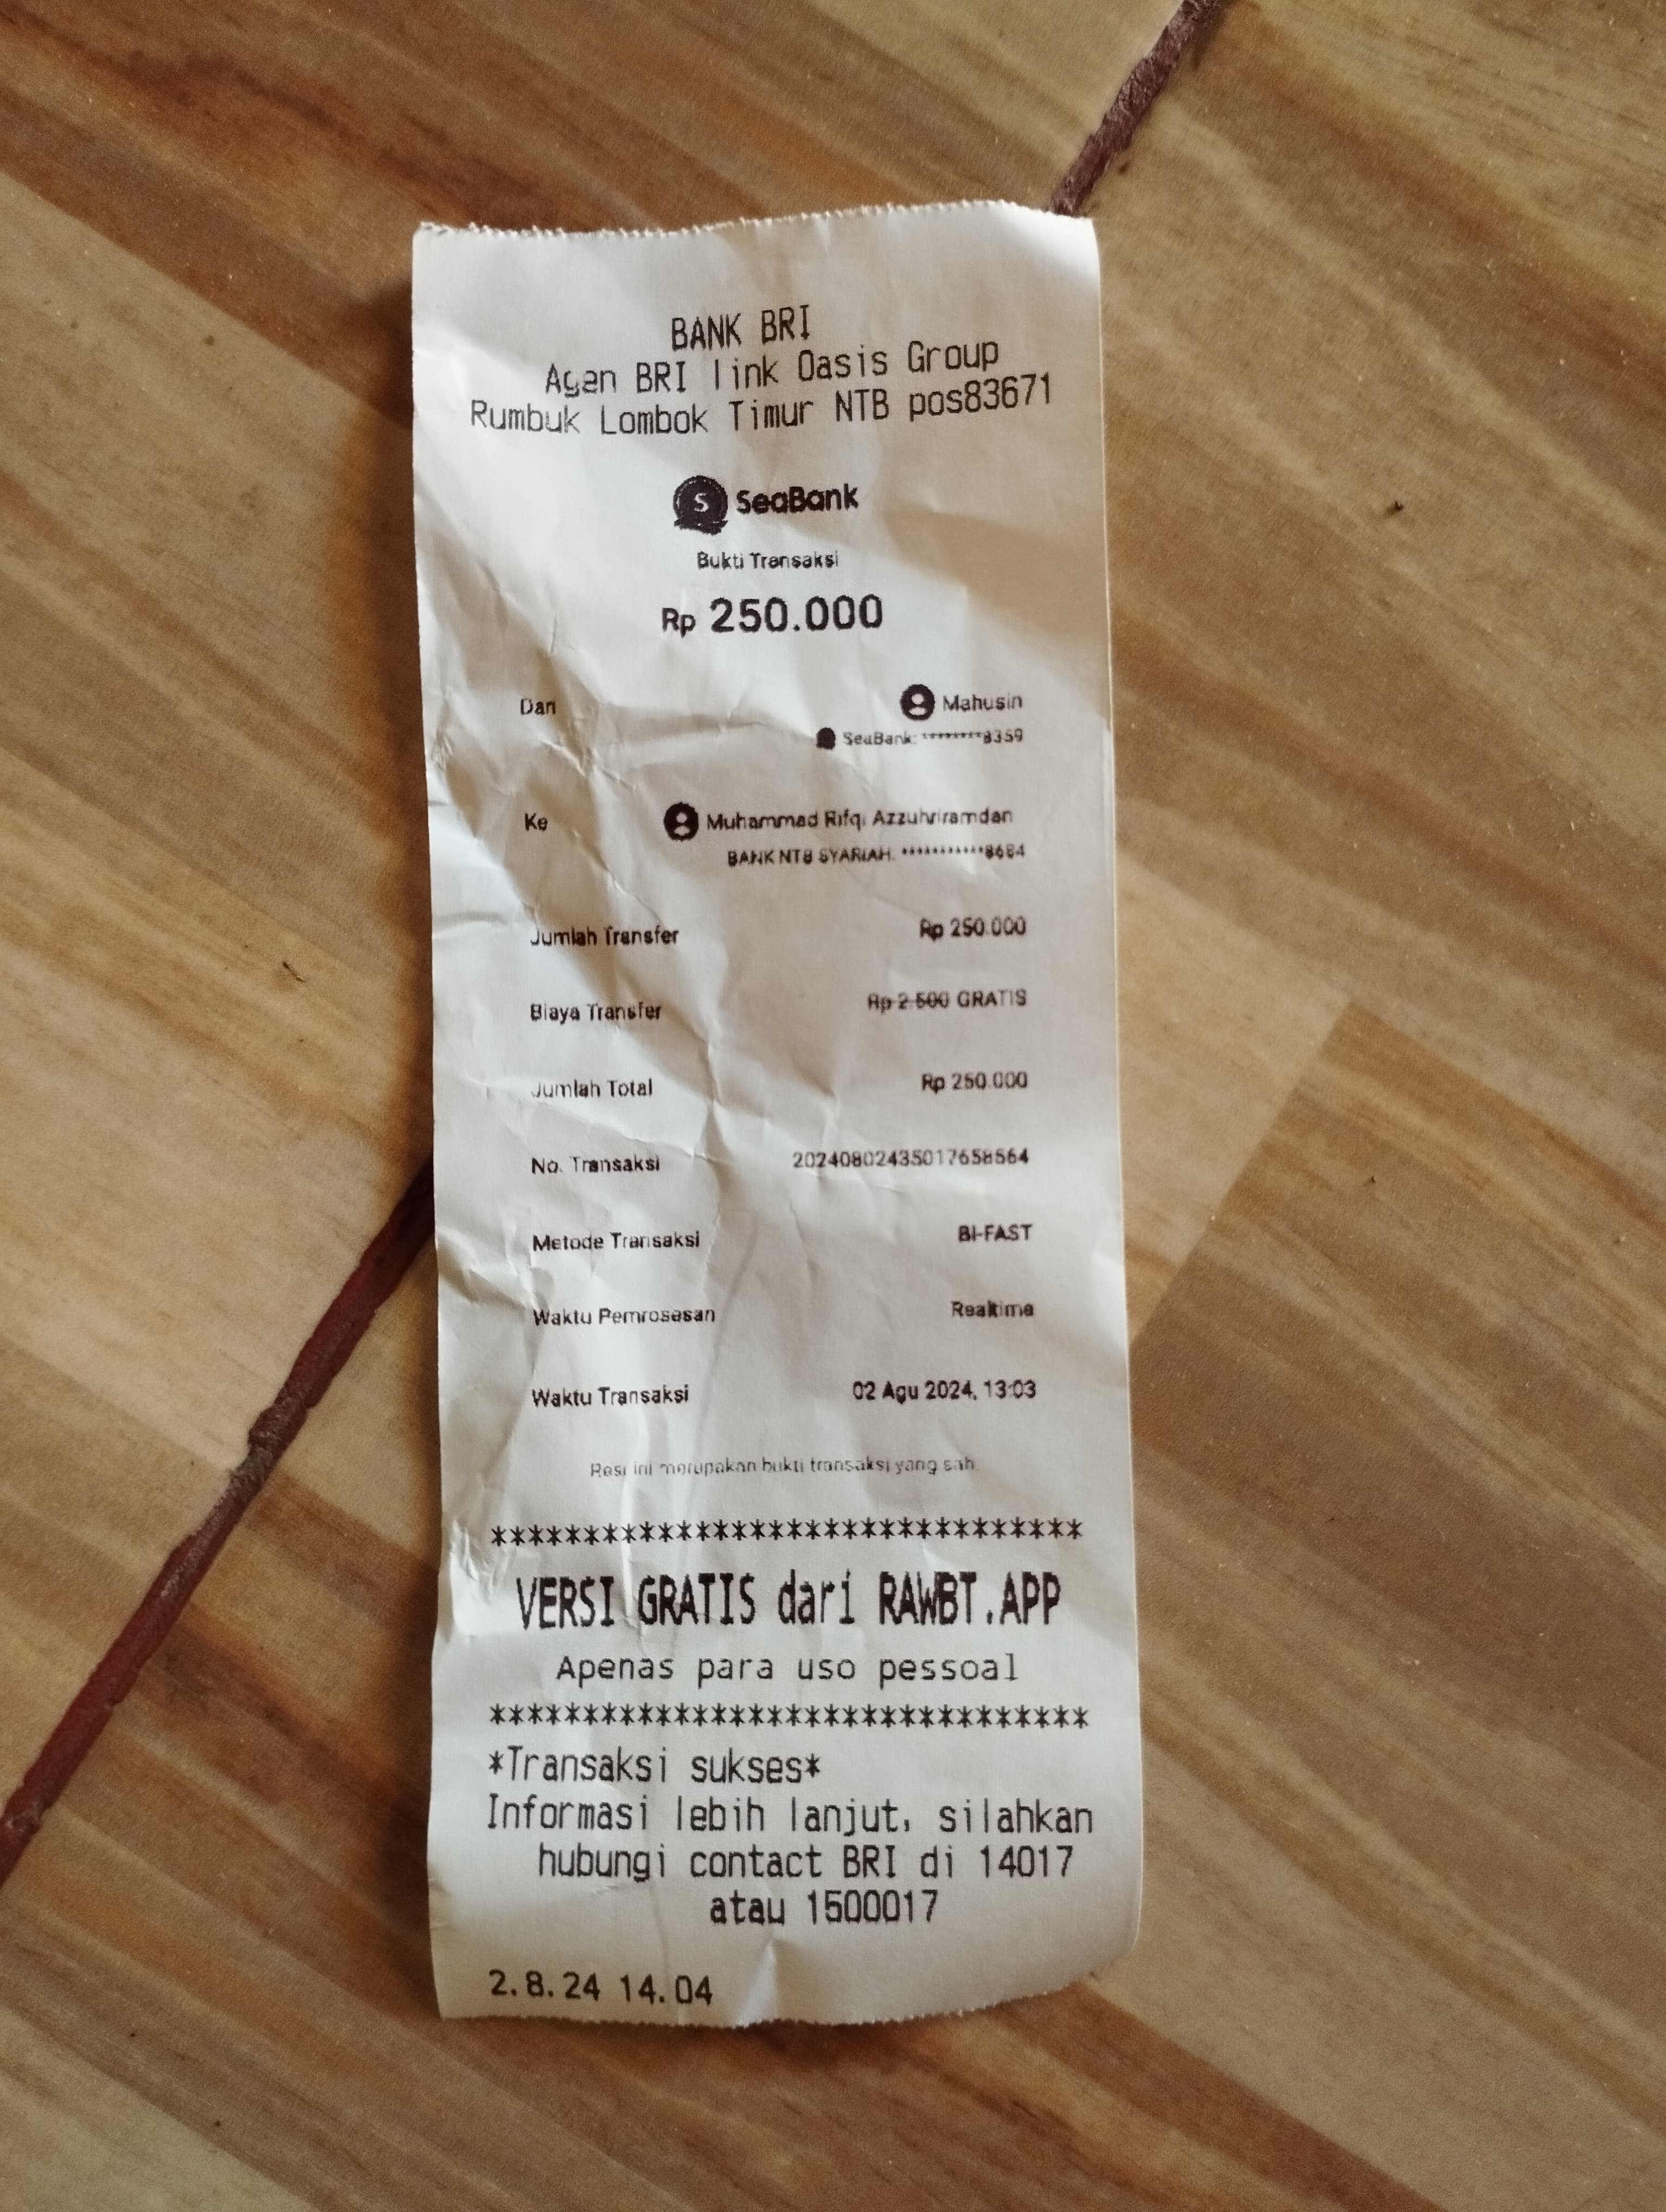 BANK BRI
Agen BRI link Oasis Group
Rumbuk Lombok Timur NTB pos83671
S SeaBank
Bukti Transaksi
Rp 250.000
Dari Mahusin
SeaBank: ********8359
Ke Muhammad Rifqi Azzuhriramdan
BANK NTB SYARIAH: ***********8684
Jumlah Transfer Rp 250.000
Biaya Transfer Rp 2.500 GRATIS
Jumlah Total Rp 250.000
No. Transaksi 20240802435017658564
Metode Transaksi BI-FAST
Waktu Pemrosesan Realtime
Waktu Transaksi 02 Agu 2024, 13:03
Resi ini merupakan bukti transaksi yang sah.
********************************
VERSI GRATIS dari RAWBT.APP
Apenas para uso pessoal
********************************
*Transaksi sukses*
Informasi lebih lanjut, silahkan
hubungi contact BRI di 14017
atau 1500017
2.8.24 14.04